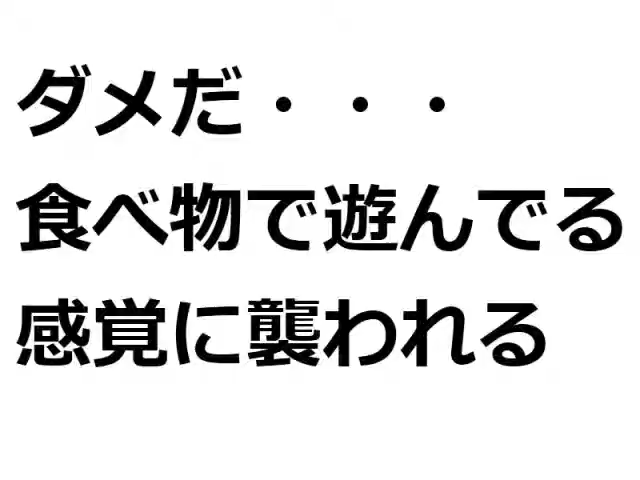 ダメだ・・・
食べ物で遊んでる
感覚に襲われる